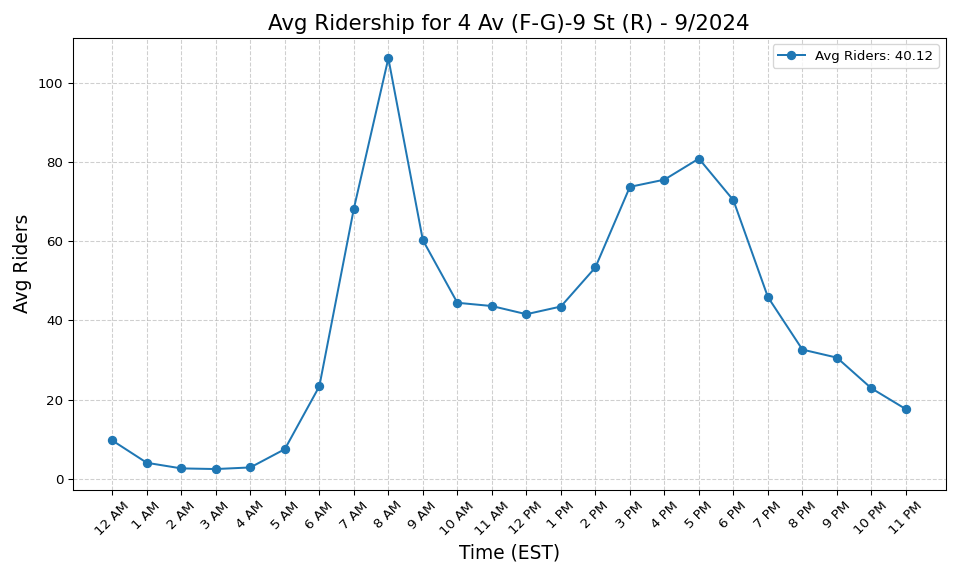 Avg Ridership for 4 Av (F-G)-9 St (R) - 9/2024
Avg Riders: 40.12
Avg Riders
100
80
60
40
20
0
12 AM
1 AM
2 AM
3 AM
4 AM
5 AM
6 AM
7 AM
8 AM
9 AM
10 AM
11 AM
12 PM
1 PM
2 PM
3 PM
4 PM
5 PM
6 PM
7 PM
8 PM
9 PM
10 PM
11 PM
Time (EST)